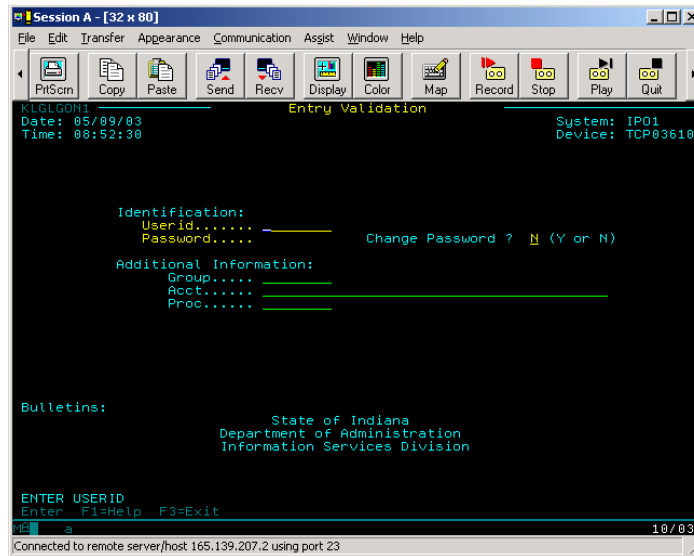 Session A - [32 x 80]
File Edit Transfer Appearance Communication Assist Window Help
PrtScrn Copy Paste Send Recv Display Color Map Record Stop Play Quit
KLGLGON1 Entry Validation
Date: 05/09/03 System: IPO1
Time: 08:52:30 Device: TCP03610
Identification:
Userid.......
Password..... Change Password ? N (Y or N)
Additional Information:
Group.....
Acct......
Proc......
Bulletins:
State of Indiana
Department of Administration
Information Services Division
ENTER USERID
Enter F1=Help F3=Exit
MA a 10/03
Connected to remote server/host 165.139.207.2 using port 23